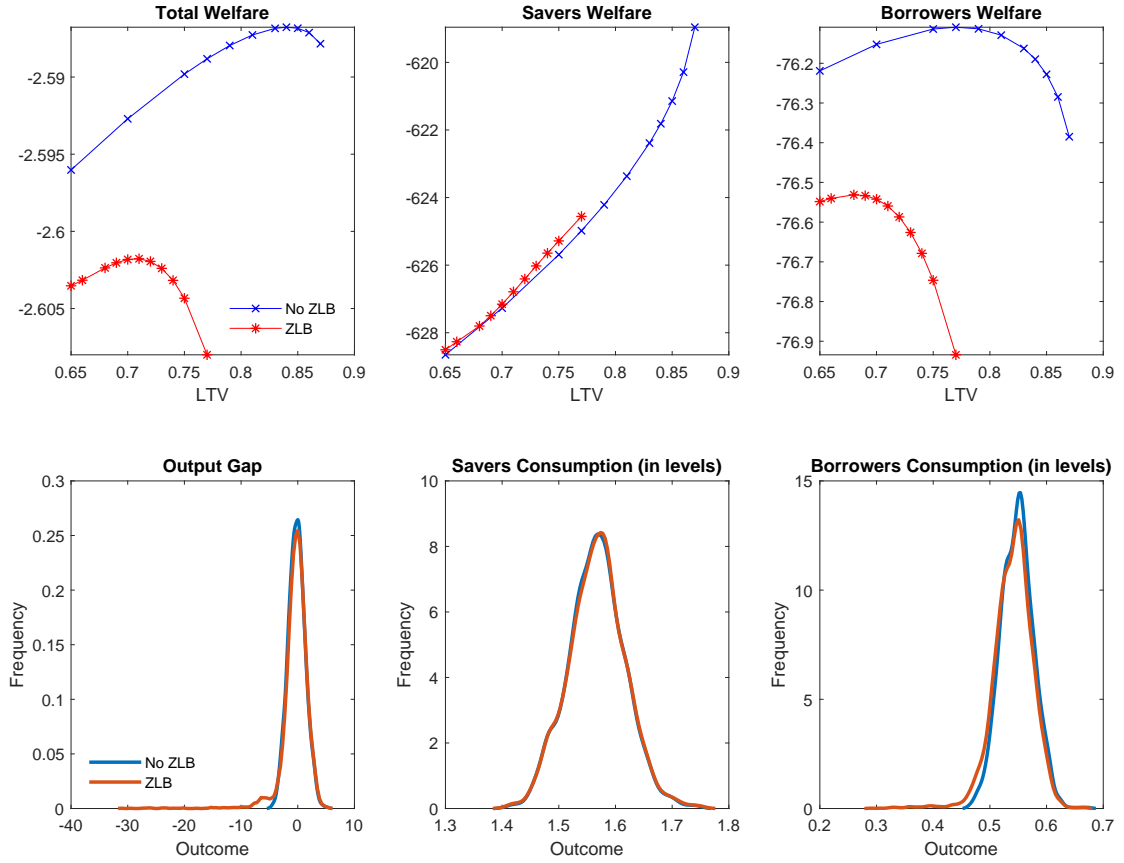 Total Welfare
-2.59
-2.595
-2.6
-2.605
0.65 0.7 0.75 0.8 0.85 0.9
LTV
No ZLB
ZLB
Savers Welfare
-620
-622
-624
-626
-628
0.65 0.7 0.75 0.8 0.85 0.9
LTV
Borrowers Welfare
-76.2
-76.3
-76.4
-76.5
-76.6
-76.7
-76.8
-76.9
0.65 0.7 0.75 0.8 0.85 0.9
LTV
Output Gap
Frequency
0.3
0.25
0.2
0.15
0.1
0.05
0
-40 -30 -20 -10 0 10
Outcome
No ZLB
ZLB
Savers Consumption (in levels)
Frequency
10
8
6
4
2
0
1.3 1.4 1.5 1.6 1.7 1.8
Outcome
Borrowers Consumption (in levels)
Frequency
15
10
5
0
0.2 0.3 0.4 0.5 0.6 0.7
Outcome